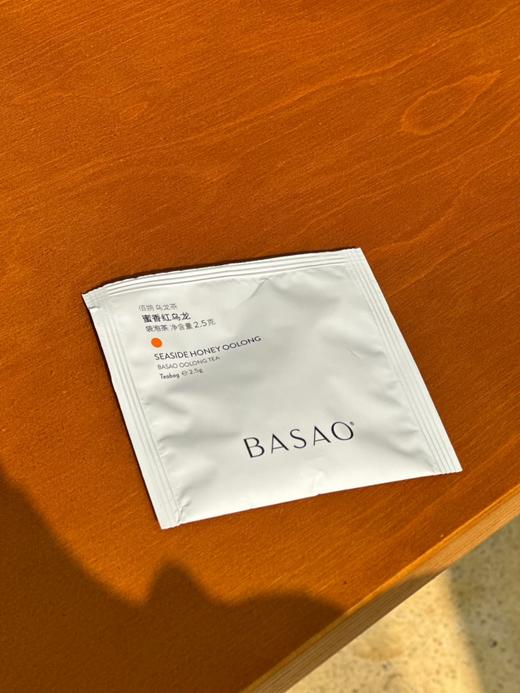 佰朔 乌龙茶
蜜香红乌龙
袋泡茶 净含量 2.5克
SEASIDE HONEY OOLONG
BASAO OOLONG TEA
Teabag ℮ 2.5g
BASAO®